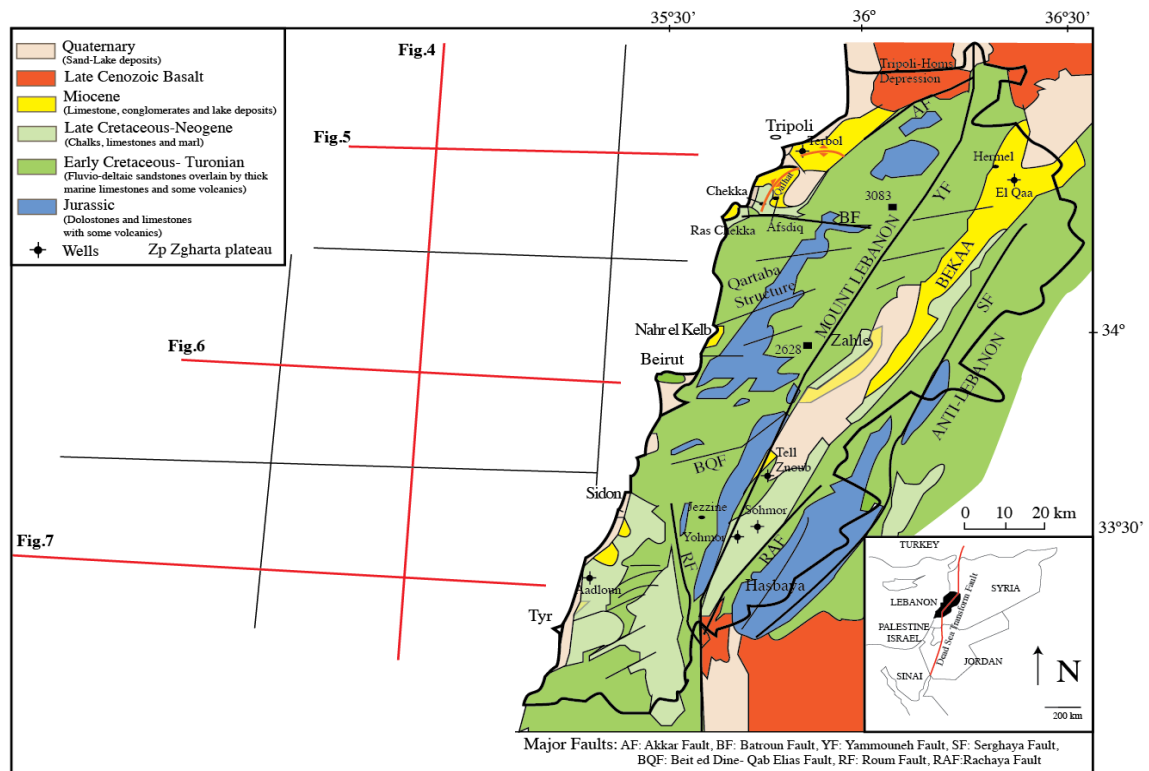 35°30' 36° 36°30'
Quaternary
(Sand-Lake deposits)
Late Cenozoic Basalt
Miocene
(Limestone, conglomerates and lake deposits)
Late Cretaceous-Neogene
(Chalks, limestones and marl)
Early Cretaceous- Turonian
(Fluvio-deltaic sandstones overlain by thick
marine limestones and some volcanics)
Jurassic
(Dolostones and limestones
with some volcanics)
Wells Zp Zgharta plateau
Fig.4
Fig.5
Fig.6
Fig.7
Tripoli-Homs
Depression
AF
Tripoli
Terbol
Hermel
El Qaa
Qalhat
Chekka
Ras Chekka
Afsdiq
BF
3083
YF
MOUNT LEBANON
BEKAA
SF
Qartaba
Structure
Nahr el Kelb
Beirut
2628
Zahle
34°
ANTI-LEBANON
BQF
Tell
Znoub
Sidon
Jezzine
Sohmor
Yohmor
RAF
RF
Hasbaya
Aadloun
Tyr
0 10 20 km
33°30'
TURKEY
SYRIA
LEBANON
PALESTINE
ISRAEL
Dead Sea Transform Fault
JORDAN
SINAI
N
200 km
Major Faults: AF: Akkar Fault, BF: Batroun Fault, YF: Yammouneh Fault, SF: Serghaya Fault,
BQF: Beit ed Dine- Qab Elias Fault, RF: Roum Fault, RAF:Rachaya Fault